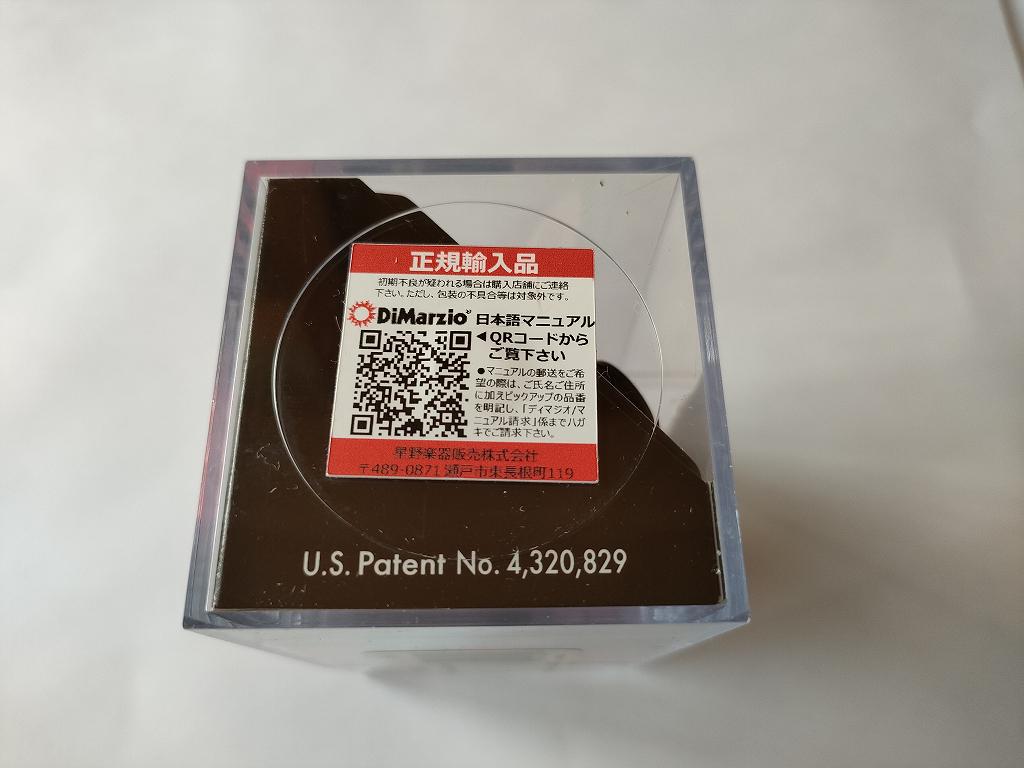 正規輸入品
初期不良が疑われる場合は購入店舗にご連絡
下さい。ただし、包装の不具合等は対象外です。
DiMarzio® 日本語マニュアル
◀QRコードから
ご覧下さい
●マニュアルの郵送をご希
望の際は、ご氏名ご住所
に加えピックアップの品番
を明記し、「ディマジオ/マ
ニュアル請求」係までハガ
キでご請求下さい。
星野楽器販売株式会社
〒489-0871 瀬戸市東長根町119
U.S. Patent No. 4,320,829